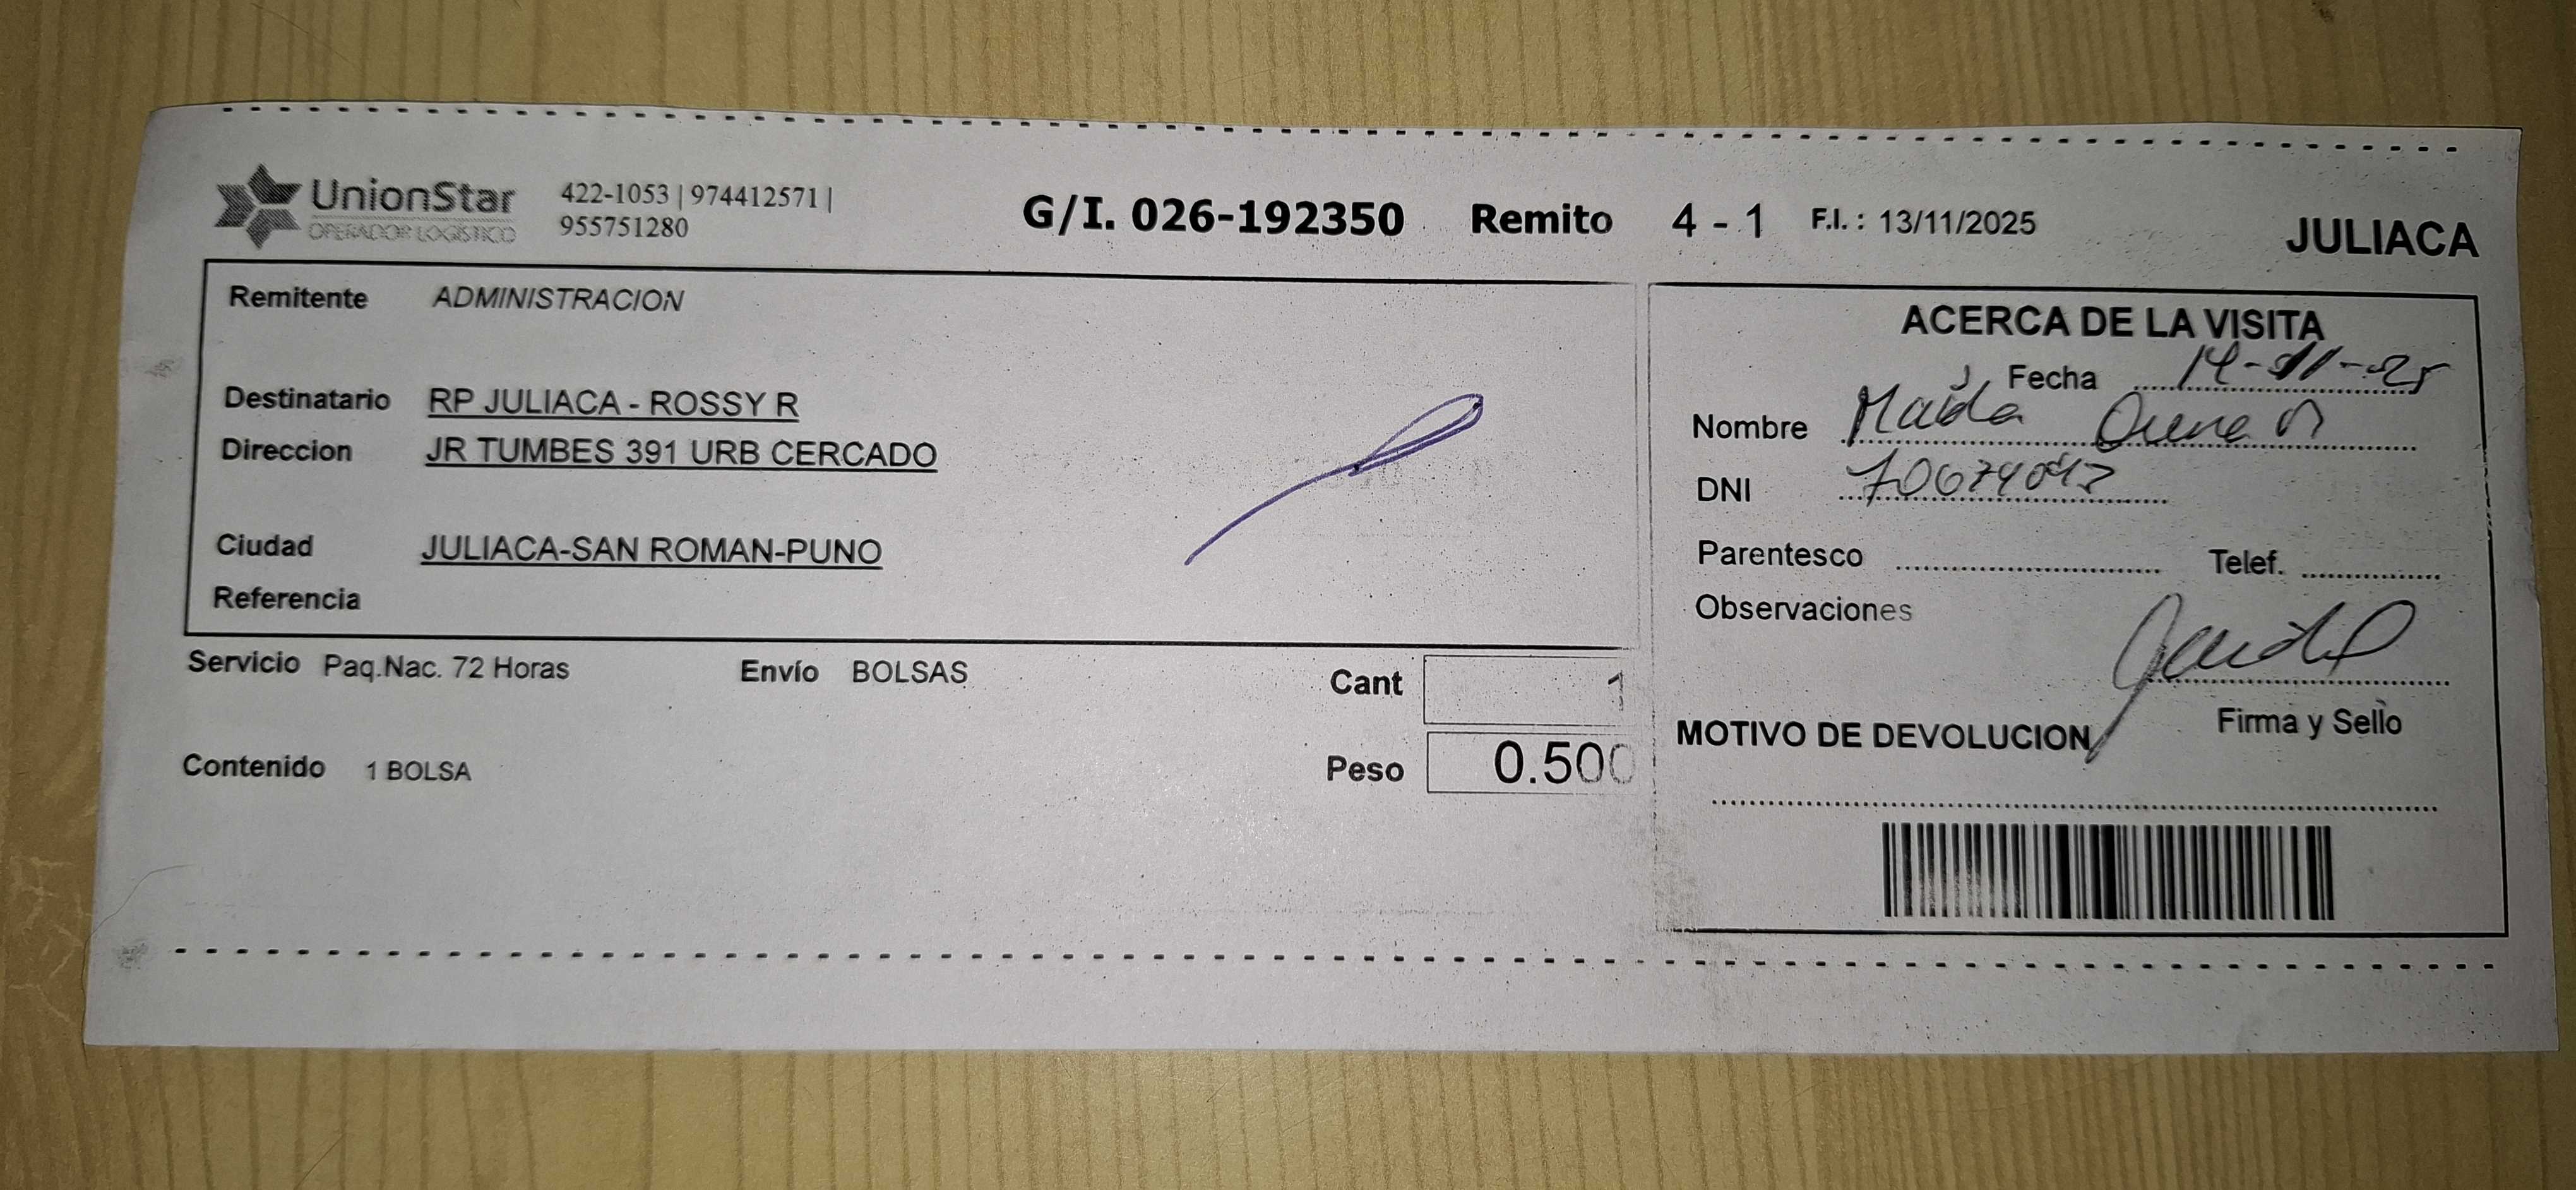 UnionStar
OPERADOR LOGISTICO
422-1053 | 974412571 |
955751280
G/I. 026-192350 Remito 4 - 1 F.I. : 13/11/2025
JULIACA
Remitente ADMINISTRACION
Destinatario RP JULIACA - ROSSY R
Direccion JR TUMBES 391 URB CERCADO
Ciudad JULIACA-SAN ROMAN-PUNO
Referencia
Servicio Paq.Nac. 72 Horas Envío BOLSAS Cant 1
Contenido 1 BOLSA Peso 0.500
ACERCA DE LA VISITA
Fecha 14-11-25
Nombre
DNI
Parentesco Telef.
Observaciones
Firma y Sello
MOTIVO DE DEVOLUCION